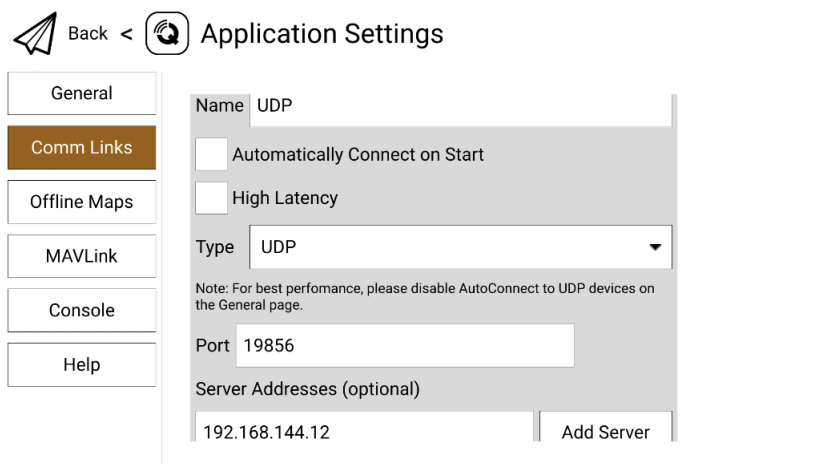 Back < Application Settings
General
Comm Links
Offline Maps
MAVLink
Console
Help
Name UDP
Automatically Connect on Start
High Latency
Type UDP
Note: For best perfomance, please disable AutoConnect to UDP devices on
the General page.
Port 19856
Server Addresses (optional)
192.168.144.12 Add Server